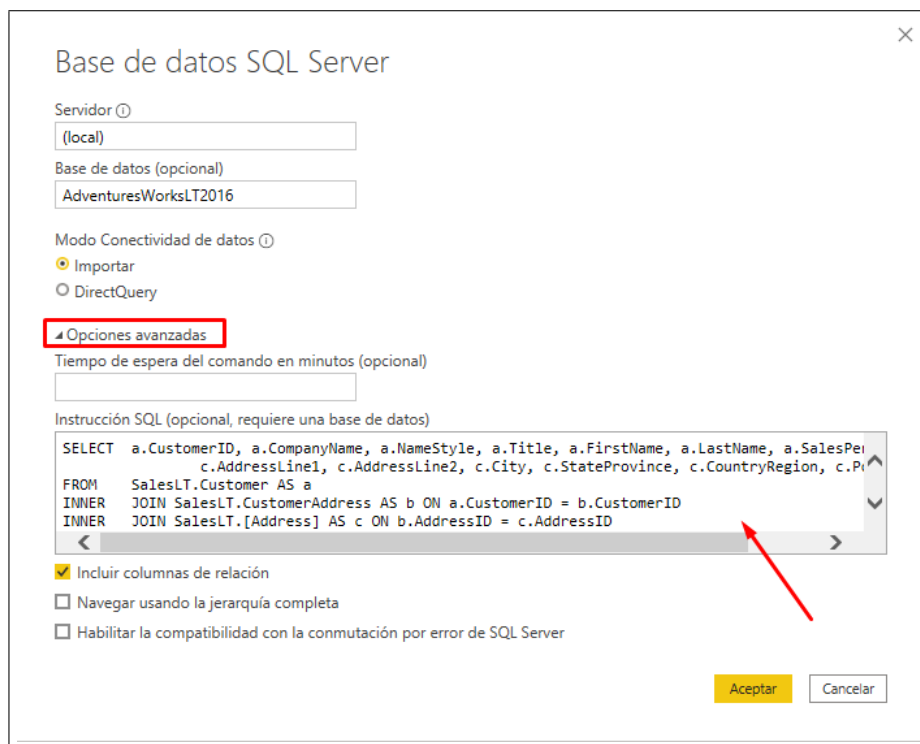 Base de datos SQL Server
Servidor
(local)
Base de datos (opcional)
AdventuresWorksLT2016
Modo Conectividad de datos
Importar
DirectQuery
Opciones avanzadas
Tiempo de espera del comando en minutos (opcional)
Instrucción SQL (opcional, requiere una base de datos)
SELECT a.CustomerID, a.CompanyName, a.NameStyle, a.Title, a.FirstName, a.LastName,
c.AddressLine1, c.AddressLine2, c.City, c.StateProvince, c.CountryRegion,
FROM SalesLT.Customer AS a
INNER JOIN SalesLT.CustomerAddress AS b ON a.CustomerID = b.CustomerID
INNER JOIN SalesLT.[Address] AS c ON b.AddressID = c.AddressID
Incluir columnas de relación
Navegar usando la jerarquía completa
Habilitar la compatibilidad con la conmutación por error de SQL Server
Aceptar
Cancelar